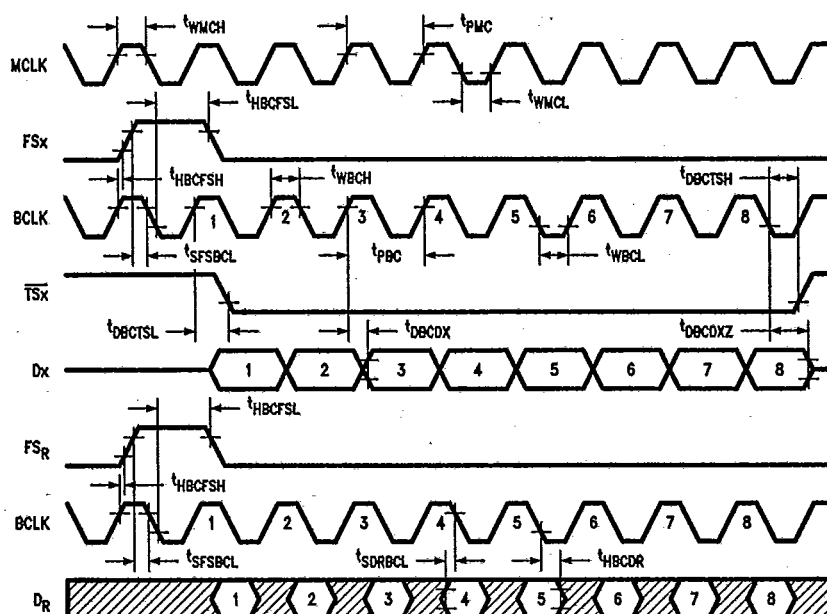 tWMCH tPMC
MCLK
tHBCFSL tWMCL
FSX
tHBCFSH tWBCH tDBCTSH
BCLK 1 2 3 4 5 6 7 8
tSFSBCL tPBC tWBCL
TSX
tDBCTSL tDBCDX tDBCDXZ
DX 1 2 3 4 5 6 7 8
tHBCFSL
FSR
tHBCFSH
BCLK 1 2 3 4 5 6 7 8
tSFSBCL tSDRBCL tHBCDR
DR 1 2 3 4 5 6 7 8